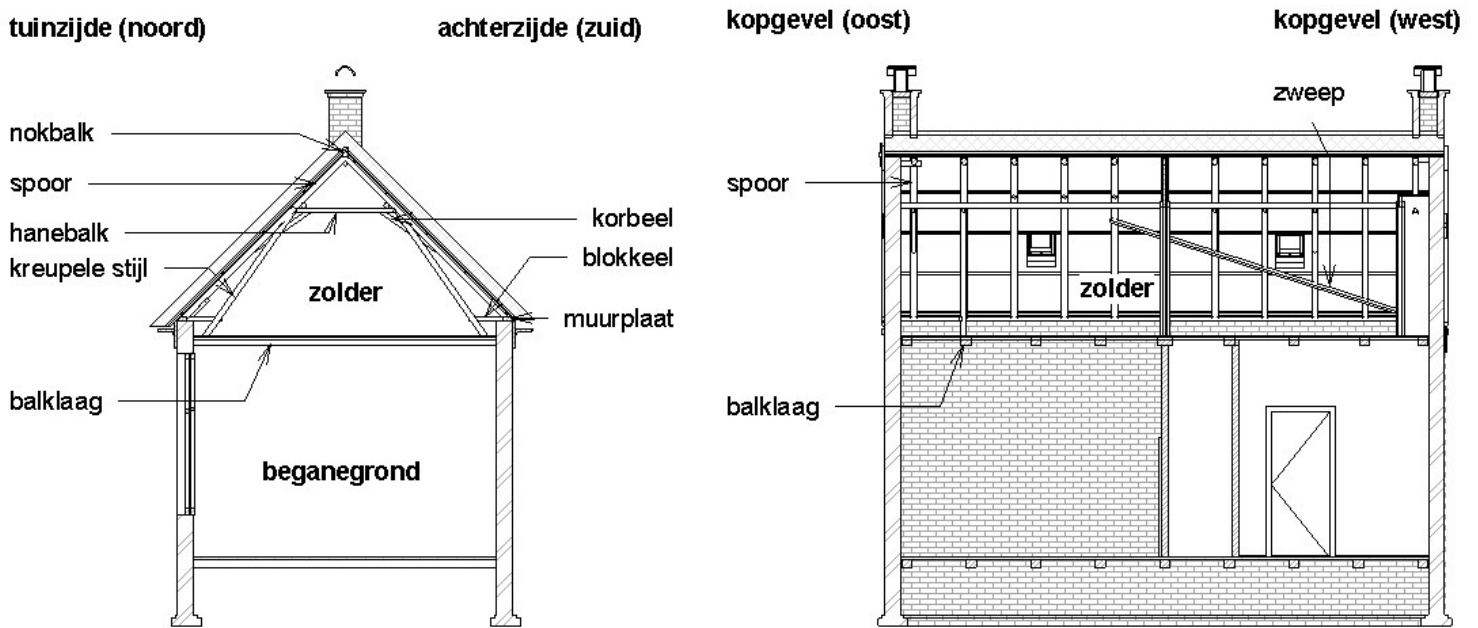 tuinzijde (noord)
achterzijde (zuid)
nokbalk
spoor
hanebalk
kreupele stijl
korbeel
blokkeel
zolder
muurplaat
balklaag
beganegrond
kopgevel (oost)
kopgevel (west)
zweep
spoor
A
zolder
balklaag